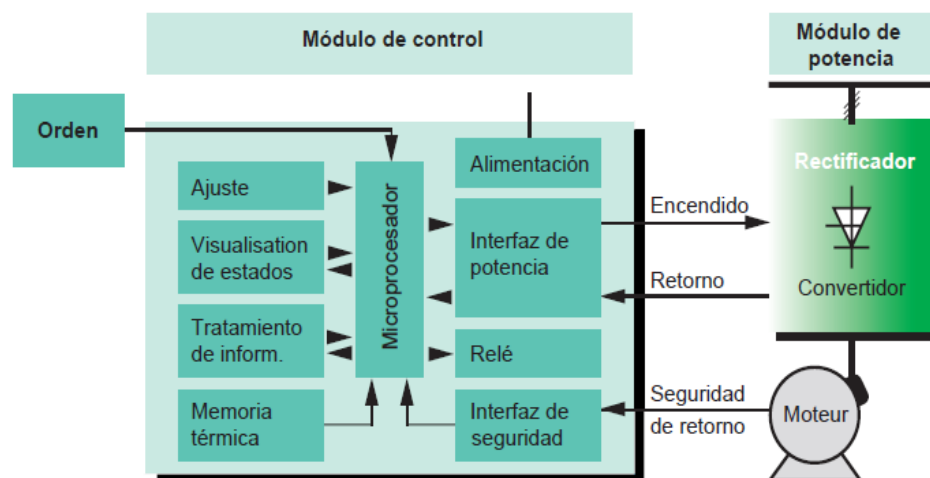 Módulo de control
Módulo de
potencia
Orden
Ajuste
Visualisation
de estados
Tratamiento
de inform.
Memoria
térmica
Microprocesador
Alimentación
Interfaz de
potencia
Relé
Interfaz de
seguridad
Encendido
Retorno
Seguridad
de retorno
Rectificador
Convertidor
Moteur